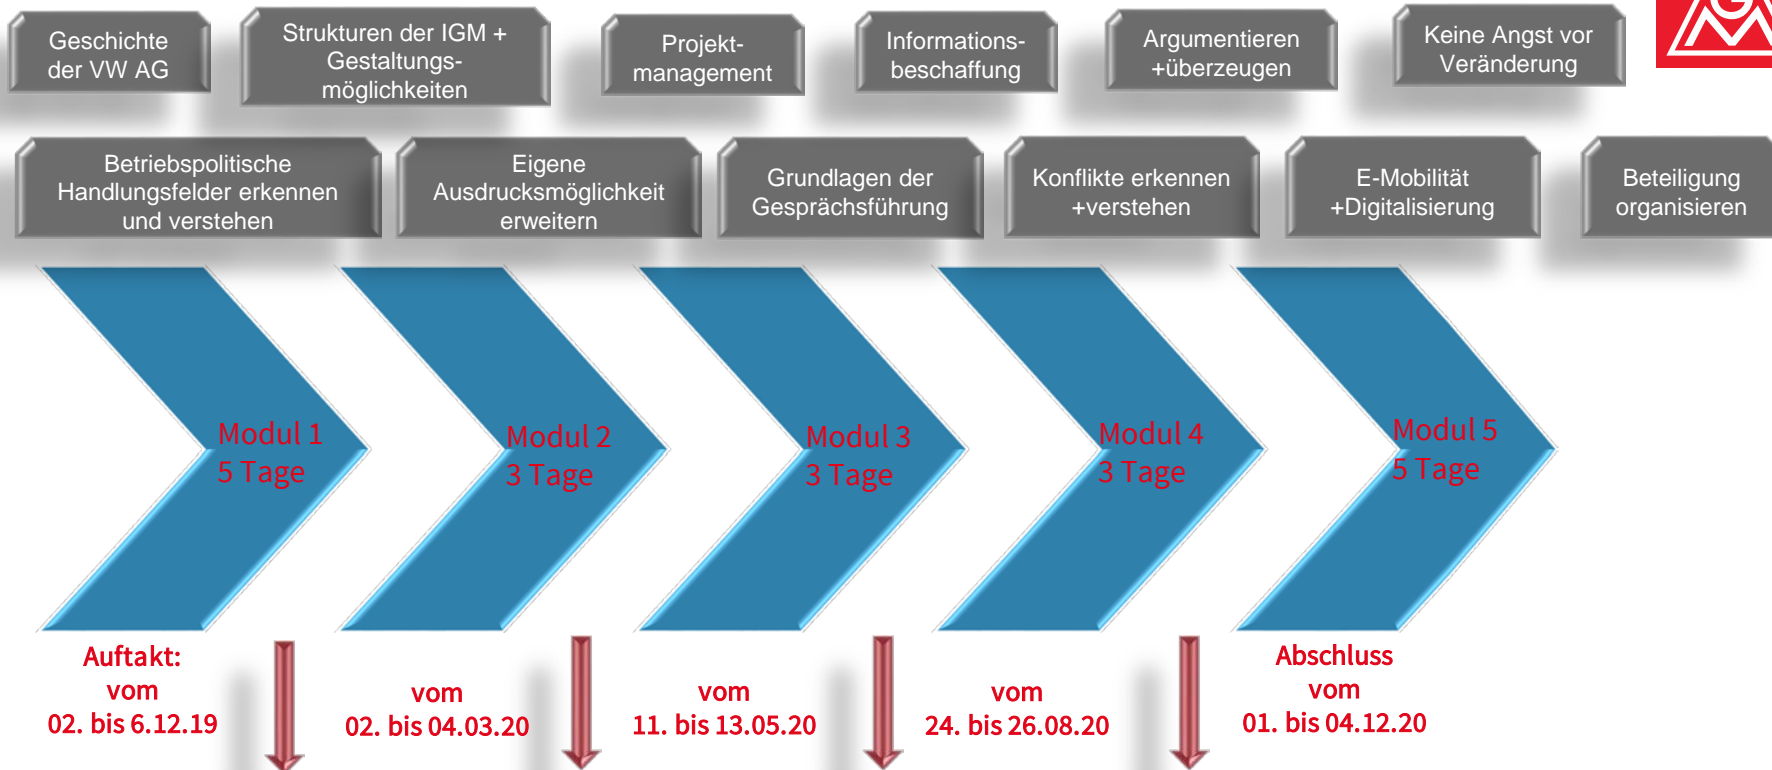 Geschichte
der VW AG
Strukturen der IGM +
Gestaltungs-
möglichkeiten
Projekt-
management
Informations-
beschaffung
Argumentieren
+überzeugen
Keine Angst vor
Veränderung
Betriebspolitische
Handlungsfelder erkennen
und verstehen
Eigene
Ausdrucksmöglichkeit
erweitern
Grundlagen der
Gesprächsführung
Konflikte erkennen
+verstehen
E-Mobilität
+Digitalisierung
Beteiligung
organisieren
Modul 1
5 Tage
Modul 2
3 Tage
Modul 3
3 Tage
Modul 4
3 Tage
Modul 5
5 Tage
Auftakt:
vom
02. bis 6.12.19
vom
02. bis 04.03.20
vom
11. bis 13.05.20
vom
24. bis 26.08.20
Abschluss
vom
01. bis 04.12.20